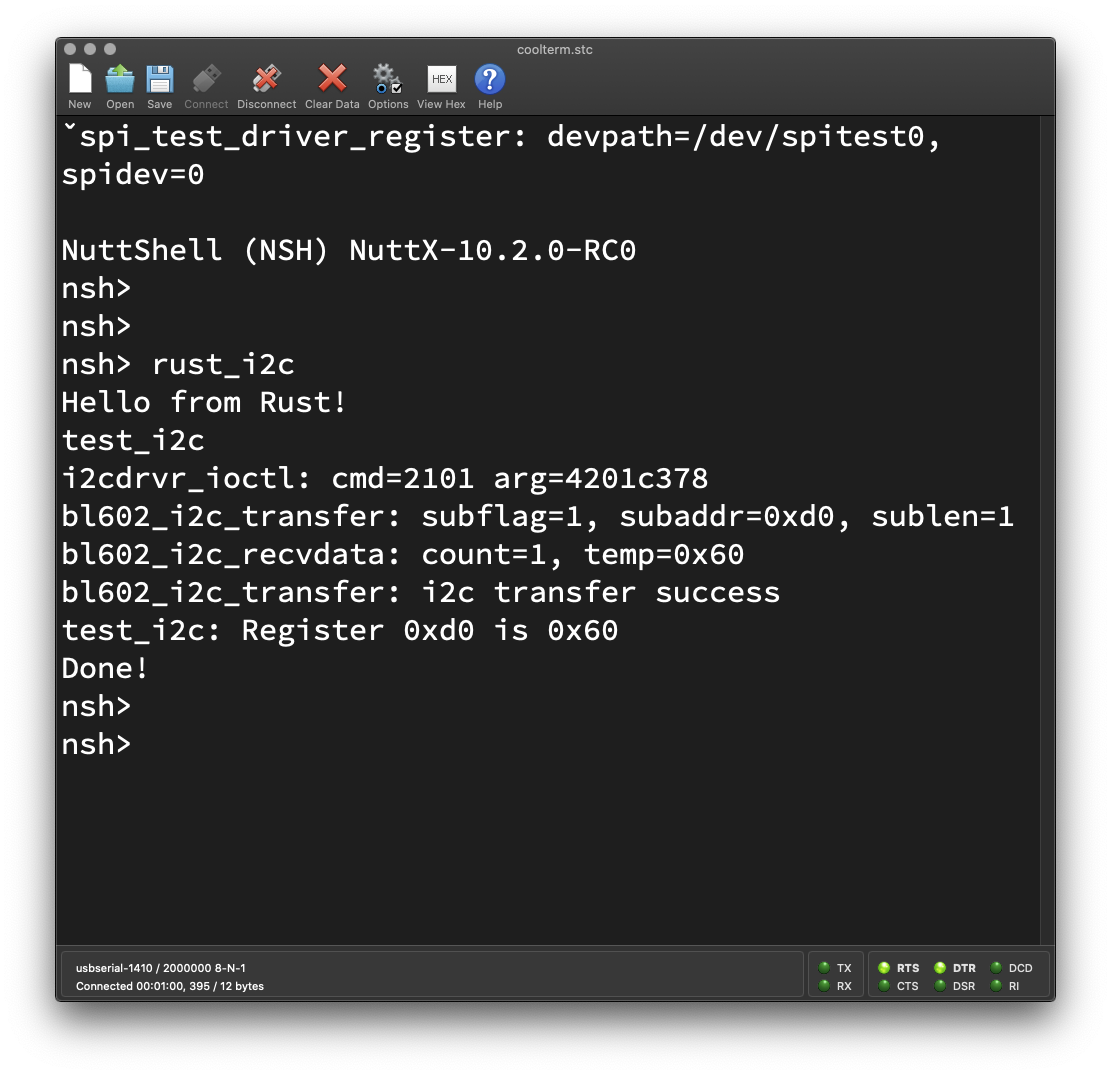 coolterm.stc
New Open Save Connect Disconnect Clear Data Options HEX View Hex ? Help
ˇspi_test_driver_register: devpath=/dev/spitest0,
spidev=0
NuttShell (NSH) NuttX-10.2.0-RC0
nsh>
nsh>
nsh> rust_i2c
Hello from Rust!
test_i2c
i2cdrvr_ioctl: cmd=2101 arg=4201c378
bl602_i2c_transfer: subflag=1, subaddr=0xd0, sublen=1
bl602_i2c_recvdata: count=1, temp=0x60
bl602_i2c_transfer: i2c transfer success
test_i2c: Register 0xd0 is 0x60
Done!
nsh>
nsh>
usbserial-1410 / 2000000 8-N-1 TX RTS DTR DCD
Connected 00:01:00, 395 / 12 bytes RX CTS DSR RI